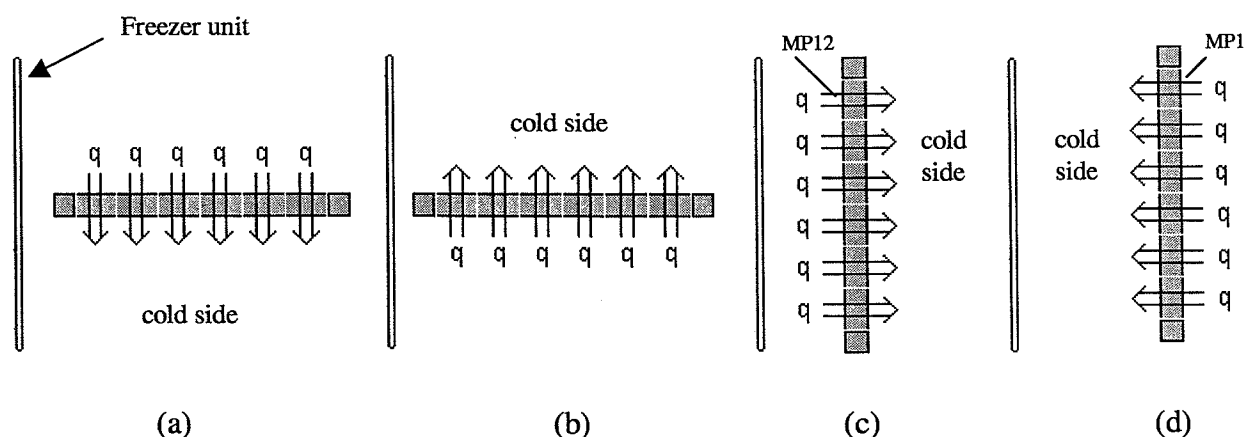 Freezer unit
MP12
MP1
q q q q q q
cold side
cold side
q q q q q q
q
q
q
q
q
q
cold
side
cold
side
q
q
q
q
q
q
(a) (b) (c) (d)